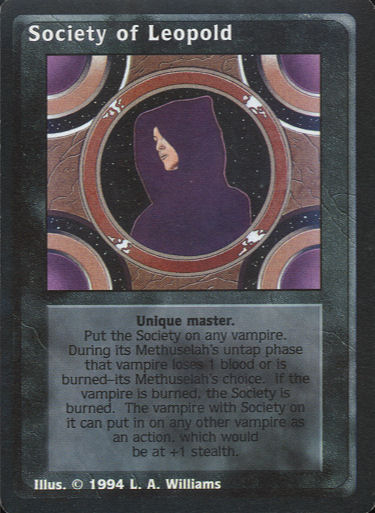 Society of Leopold
Unique master.
Put the Society on any vampire.
During its Methuselah's untap phase
that vampire loses 1 blood or is
burned–its Methuselah's choice. If the
vampire is burned, the Society is
burned. The vampire with Society on
it can put in on any other vampire as
an action, which would
be at +1 stealth.
Illus. © 1994 L. A. Williams